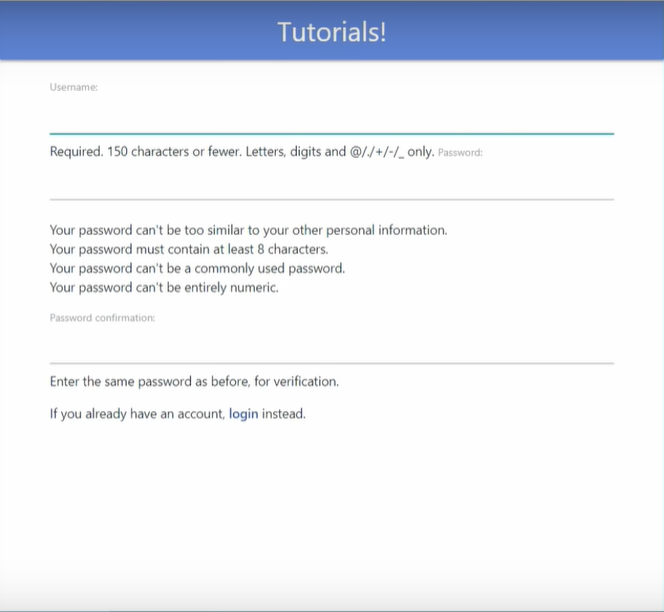 Tutorials!
Username:
Required. 150 characters or fewer. Letters, digits and @/./+/-/_ only. Password:
Your password can't be too similar to your other personal information.
Your password must contain at least 8 characters.
Your password can't be a commonly used password.
Your password can't be entirely numeric.
Password confirmation:
Enter the same password as before, for verification.
If you already have an account, login instead.